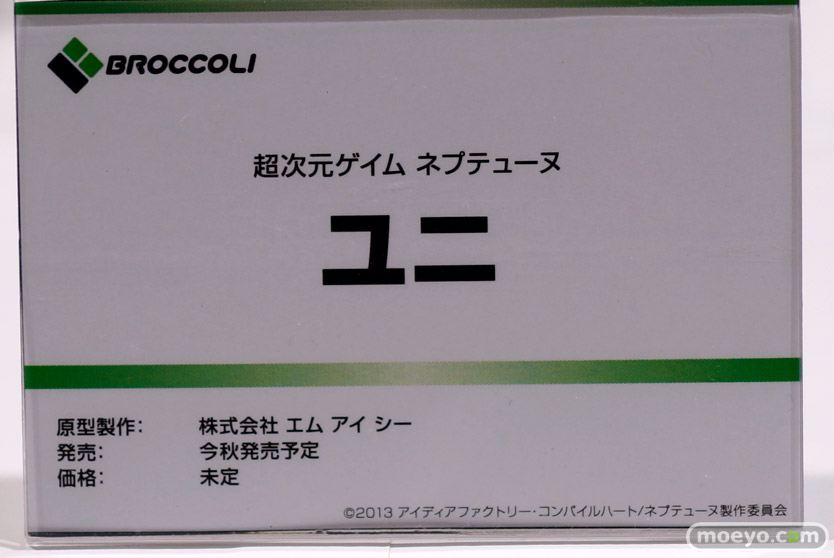 BROCCOLI
超次元ゲイム ネプテューヌ
ユニ
原型製作: 株式会社 エム アイ シー
発売: 今秋発売予定
価格: 未定
©2013 アイディアファクトリー・コンパイルハート/ネプテューヌ製作委員会
moeyo.com